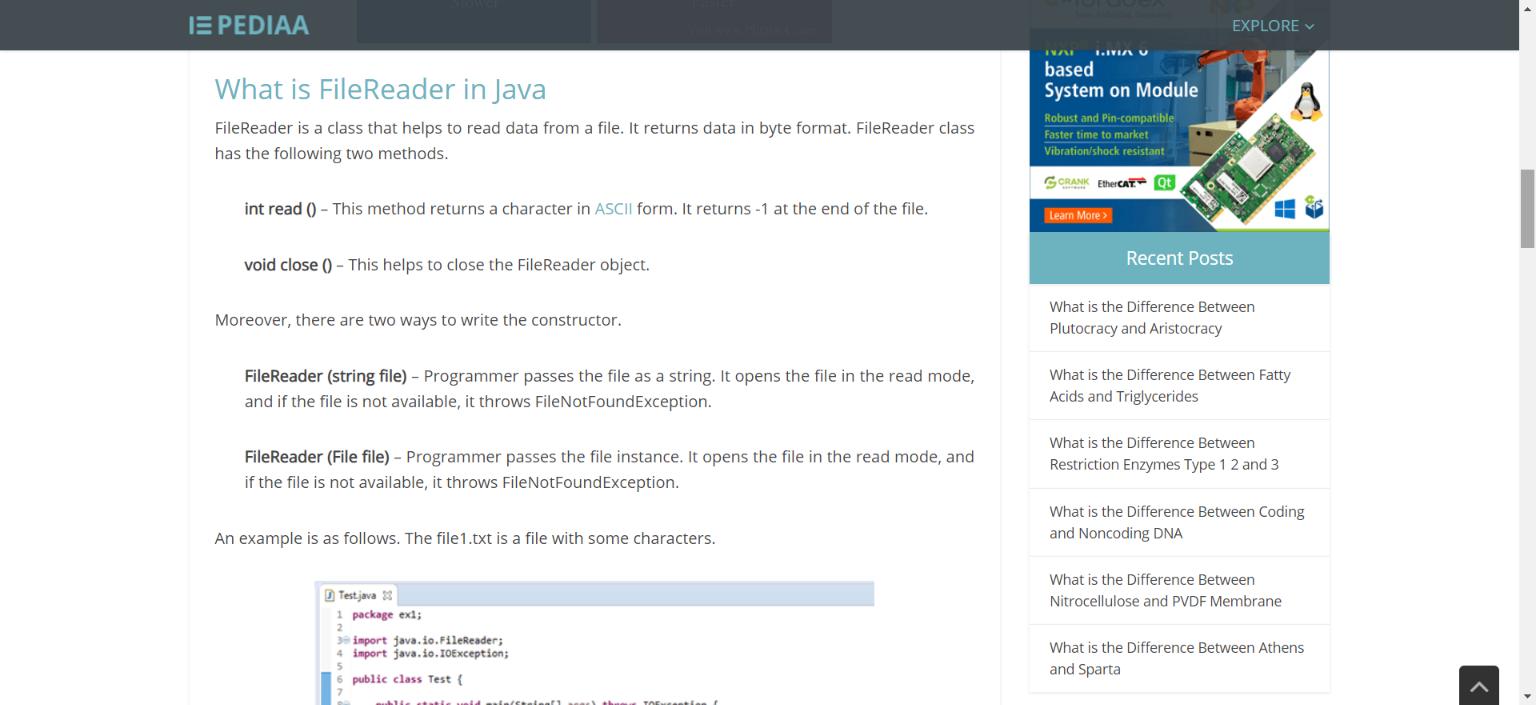 PEDIAA
EXPLORE
What is FileReader in Java
FileReader is a class that helps to read data from a file. It returns data in byte format. FileReader class
has the following two methods.
int read () – This method returns a character in ASCII form. It returns -1 at the end of the file.
void close () – This helps to close the FileReader object.
Moreover, there are two ways to write the constructor.
FileReader (string file) – Programmer passes the file as a string. It opens the file in the read mode,
and if the file is not available, it throws FileNotFoundException.
FileReader (File file) – Programmer passes the file instance. It opens the file in the read mode, and
if the file is not available, it throws FileNotFoundException.
An example is as follows. The file1.txt is a file with some characters.
Test.java
1 package ex1;
2
3 import java.io.FileReader;
4 import java.io.IOException;
5
6 public class Test {
7
8 public static void main(String[] args) throws IOException {
based
System on Module
Robust and Pin-compatible
Faster time to market
Vibration/shock resistant
CRANK
SOFTWARE
EtherCAT
Qt
Learn More >
Recent Posts
What is the Difference Between
Plutocracy and Aristocracy
What is the Difference Between Fatty
Acids and Triglycerides
What is the Difference Between
Restriction Enzymes Type 1 2 and 3
What is the Difference Between Coding
and Noncoding DNA
What is the Difference Between
Nitrocellulose and PVDF Membrane
What is the Difference Between Athens
and Sparta